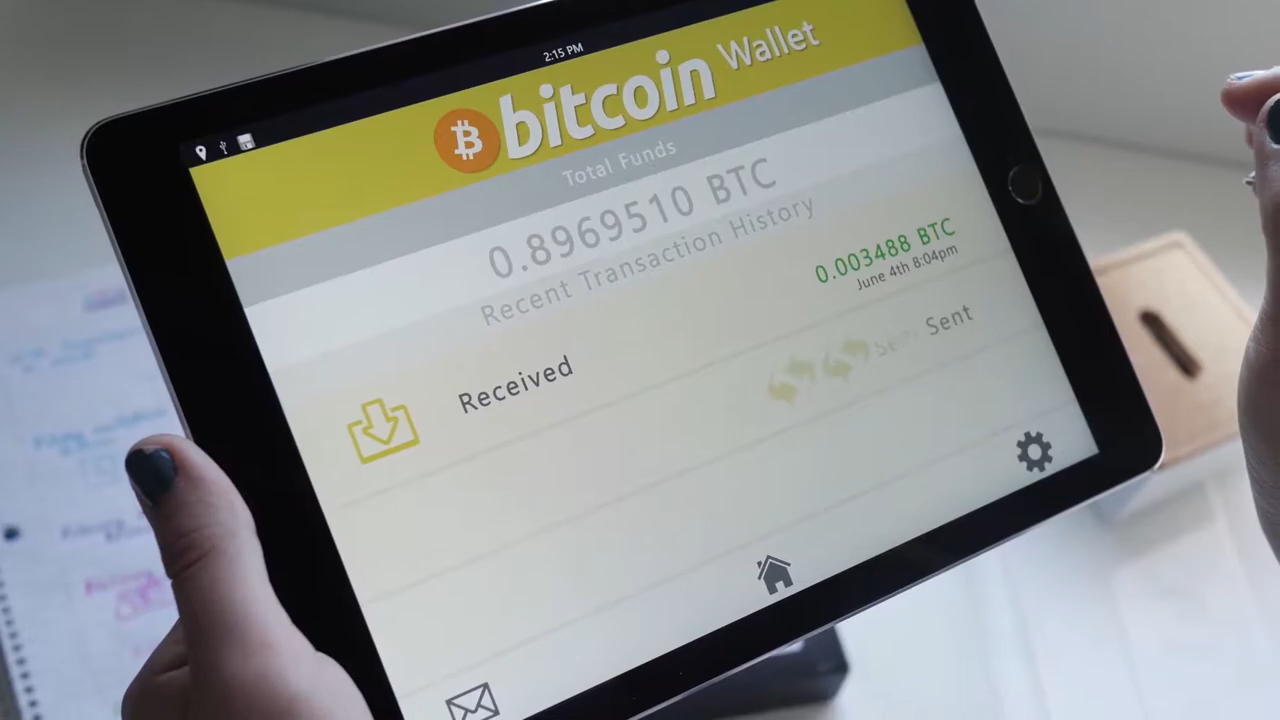 2:15 PM
bitcoin Wallet
Total Funds
0.8969510 BTC
Recent Transaction History
0.003488 BTC
June 4th 8:04pm
Received
Sent